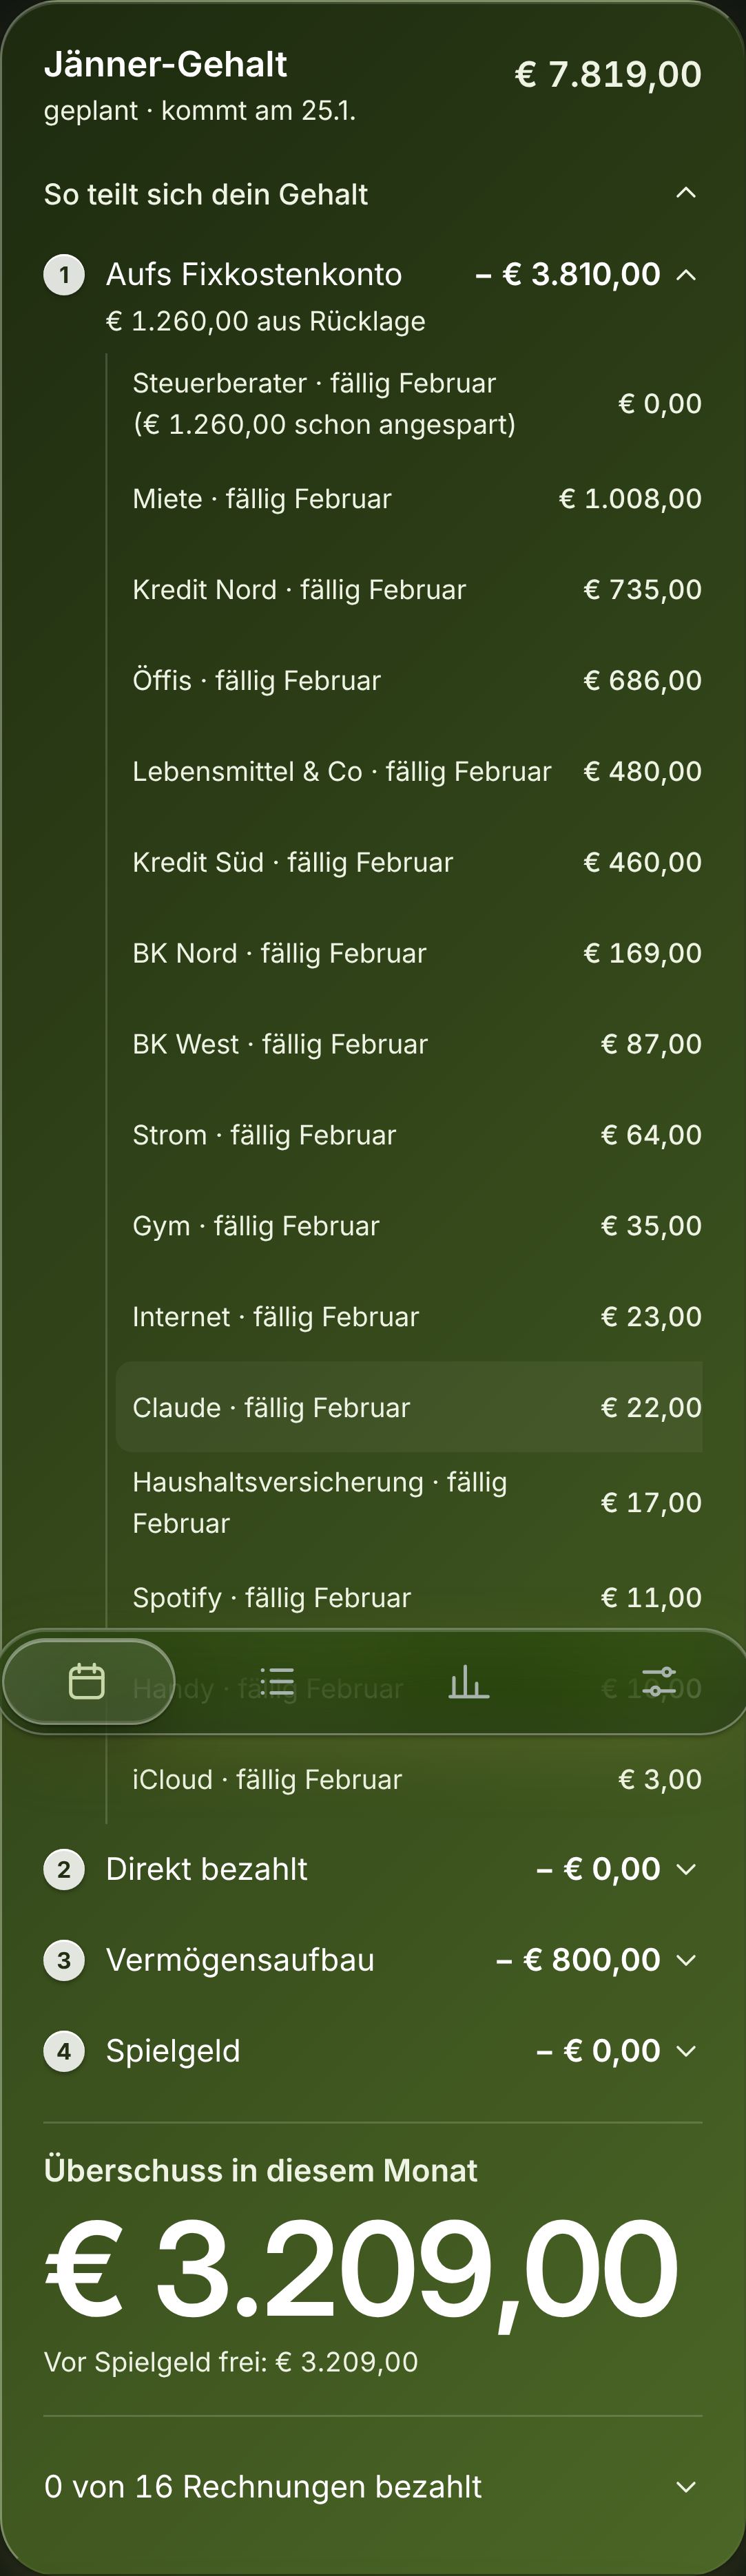 Jänner-Gehalt
€ 7.819,00
geplant · kommt am 25.1.
So teilt sich dein Gehalt
1 Aufs Fixkostenkonto – € 3.810,00
€ 1.260,00 aus Rücklage
Steuerberater · fällig Februar
(€ 1.260,00 schon angespart)
€ 0,00
Miete · fällig Februar € 1.008,00
Kredit Nord · fällig Februar € 735,00
Öffis · fällig Februar € 686,00
Lebensmittel & Co · fällig Februar € 480,00
Kredit Süd · fällig Februar € 460,00
BK Nord · fällig Februar € 169,00
BK West · fällig Februar € 87,00
Strom · fällig Februar € 64,00
Gym · fällig Februar € 35,00
Internet · fällig Februar € 23,00
Claude · fällig Februar € 22,00
Haushaltsversicherung · fällig
Februar
€ 17,00
Spotify · fällig Februar € 11,00
Handy · fällig Februar
iCloud · fällig Februar € 3,00
2 Direkt bezahlt – € 0,00
3 Vermögensaufbau – € 800,00
4 Spielgeld – € 0,00
Überschuss in diesem Monat
€ 3.209,00
Vor Spielgeld frei: € 3.209,00
0 von 16 Rechnungen bezahlt